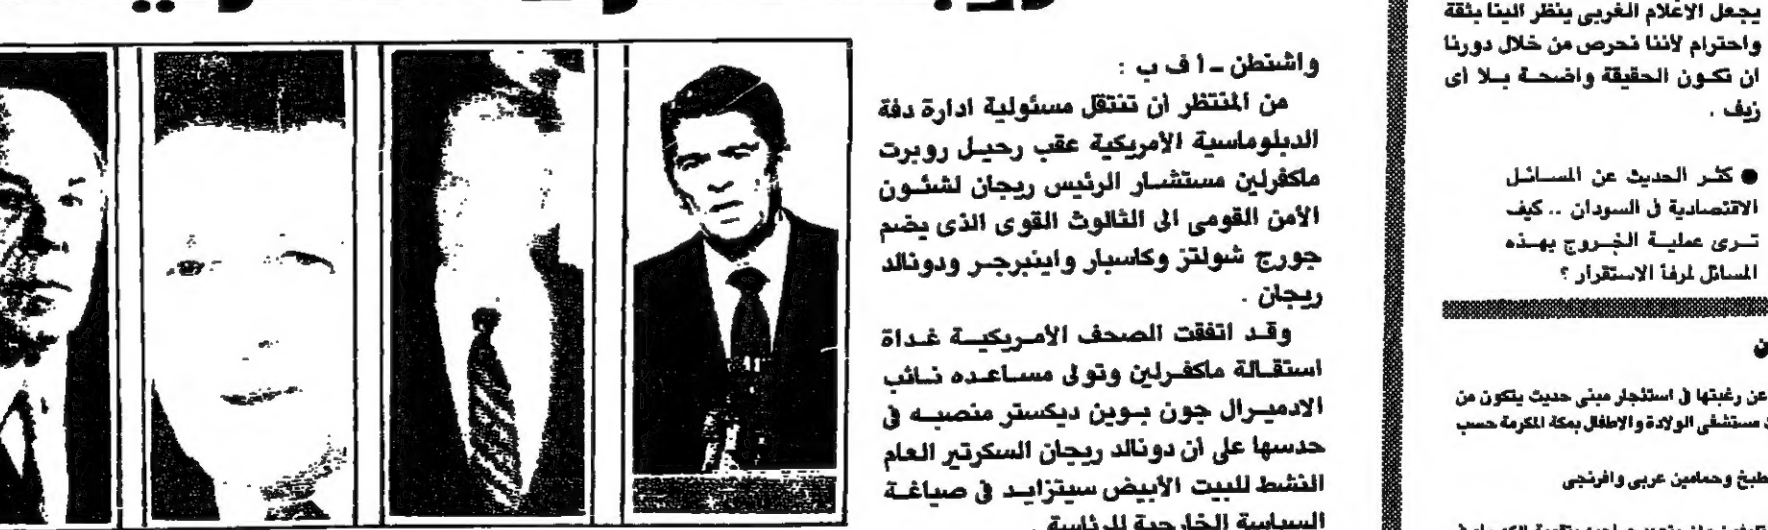 يجعل الاعلام الغربى ينظر الينا بثقة
واحترام لأننا نحرص من خلال دورنا
ان تكون الحقيقة واضحة بلا اى
زيف .
● كثر الحديث عن المسائل
الاقتصادية فى السودان .. كيف
ترى عملية الخروج بهذه
المسائل لمرفأ الاستقرار ؟
عن رغبتها فى استئجار مبنى حديث يتكون من
مستشفى الولادة والاطفال بمكة المكرمة حسب
طبخ وحمامين عربى وافرنجى
واشنطن ـ أ ف ب :
من المنتظر ان تنتقل مسئولية ادارة دفة
الدبلوماسية الأمريكية عقب رحيل روبرت
ماكفرلين مستشار الرئيس ريجان لشئون
الأمن القومى الى الثالوث القوى الذى يضم
جورج شولتز وكاسبار واينبرجر ودونالد
ريجان .
وقد اتفقت الصحف الأمريكية غداة
استقالة ماكفرلين وتولى مساعده نائب
الادميرال جون بوين ديكستر منصبه فى
حدسها على أن دونالد ريجان السكرتير العام
النشط للبيت الأبيض سيتزايد فى صياغة
السياسة الخارجية للرئاسة .